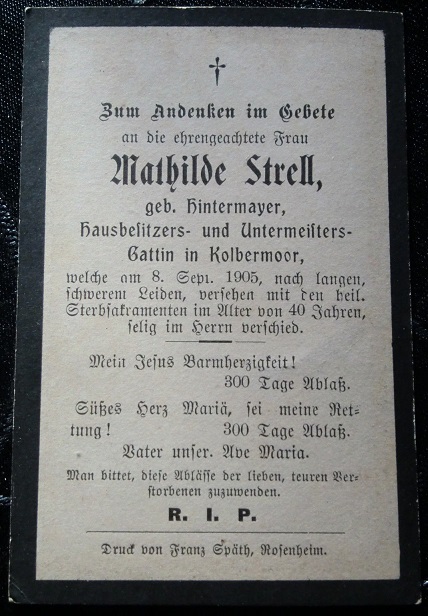 †
Zum Andenken im Gebete
an die ehrengeachtete Frau
Mathilde Strell,
geb. Hintermayer,
Hausbesitzers- und Untermeisters-
Gattin in Kolbermoor,
welche am 8. Sept. 1905, nach langen,
schwerem Leiden, versehen mit den heil.
Sterbsakramenten im Alter von 40 Jahren,
selig im Herrn verschied.
Mein Jesus Barmherzigkeit!
300 Tage Ablaß.
Süßes Herz Mariä, sei meine Ret-
tung! 300 Tage Ablaß.
Vater unser. Ave Maria.
Man bittet, diese Ablässe der lieben, teuren Ver-
storbenen zuzuwenden.
R. I. P.
Druck von Franz Späth, Rosenheim.